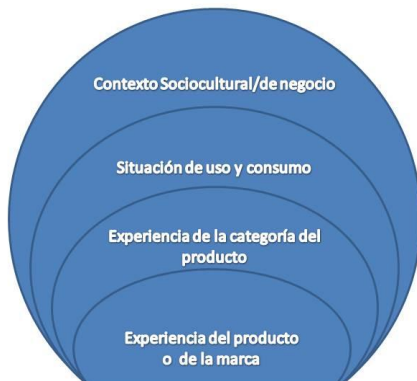 Contexto Sociocultural/de negocio
Situación de uso y consumo
Experiencia de la categoría del
producto
Experiencia del producto
o de la marca